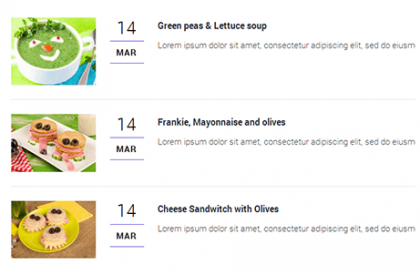 14
MAR
Green peas & Lettuce soup
Lorem ipsum dolor sit amet, consectetur adipiscing elit, sed do eiusm
14
MAR
Frankie, Mayonnaise and olives
Lorem ipsum dolor sit amet, consectetur adipiscing elit, sed do eiusm
14
MAR
Cheese Sandwitch with Olives
Lorem ipsum dolor sit amet, consectetur adipiscing elit, sed do eiusm